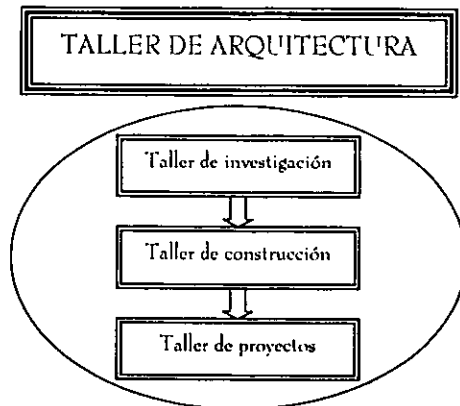 TALLER DE ARQUITECTURA
Taller de investigación
Taller de construcción
Taller de proyectos